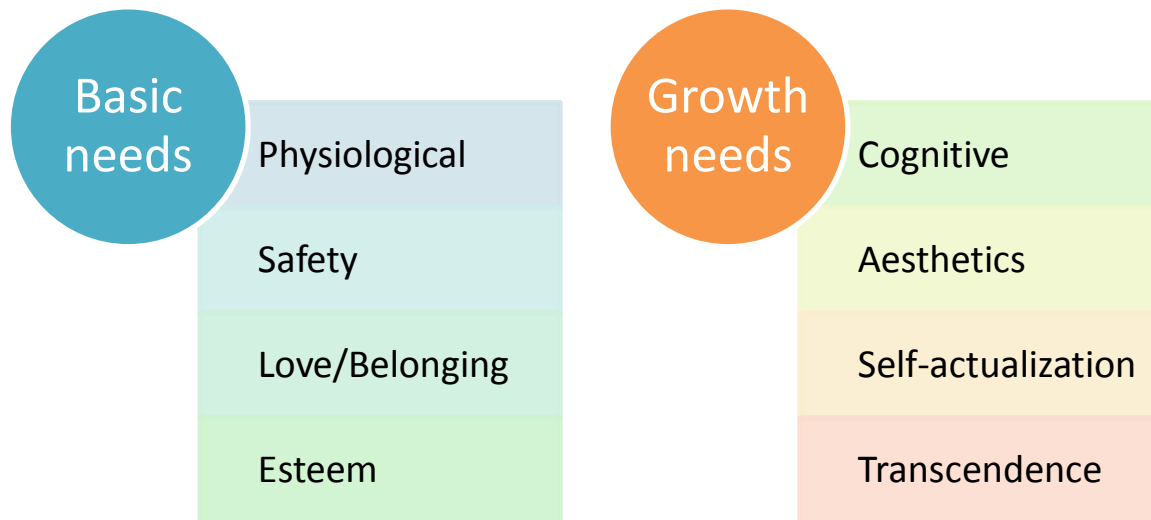 Basic
needs
Physiological
Safety
Love/Belonging
Esteem
Growth
needs
Cognitive
Aesthetics
Self-actualization
Transcendence